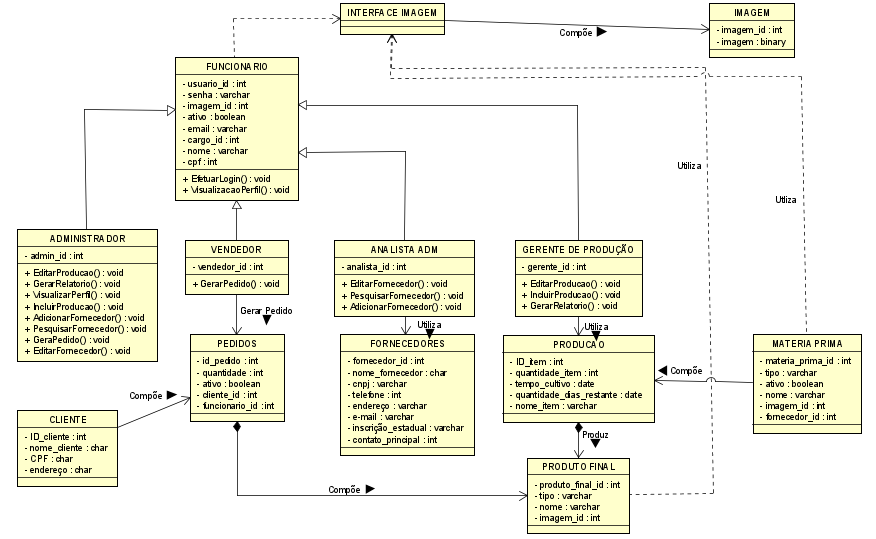 INTERFACE IMAGEM
Compõe
IMAGEM
- imagem_id : int
- imagem : binary
FUNCIONARIO
- usuario_id : int
- senha : varchar
- imagem_id : int
- ativo : boolean
- email : varchar
- cargo_id : int
- nome : varchar
- cpf : int
+ EfetuarLogin() : void
+ VisualizacaoPerfil() : void
Utiliza
Utliza
ADMINISTRADOR
- admin_id : int
+ EditarProducao() : void
+ GerarRelatorio() : void
+ VisualizarPerfil() : void
+ IncluirProducao() : void
+ AdicionarFornecedor() : void
+ PesquisarFornecedor() : void
+ GeraPedido() : void
+ EditarFornecedor() : void
VENDEDOR
- vendedor_id : int
+ GerarPedido() : void
ANALISTA ADM
- analista_id : int
+ EditarFornecedor() : void
+ PesquisarFornecedor() : void
+ AdicionarFornecedor() : void
GERENTE DE PRODUÇÃO
- gerente_id : int
+ EditarProducao() : void
+ IncluirProducao() : void
+ GerarRelatorio() : void
Gerar Pedido
Utiliza
Utiliza
PEDIDOS
- id_pedido : int
- quantidade : int
- ativo : boolean
- cliente_id : int
- funcionario_id : int
FORNECEDORES
- fornecedor_id : int
- nome_fornecedor : char
- cnpj : varchar
- telefone : int
- endereço : varchar
- e-mail : varchar
- inscrição_estadual : varchar
- contato_principal : int
PRODUCAO
- ID_item : int
- quantidade_item : int
- tempo_cultivo : date
- quantidade_dias_restante : date
- nome_item : varchar
Compõe
MATERIA PRIMA
- materia_prima_id : int
- tipo : varchar
- ativo : boolean
- nome : varchar
- imagem_id : int
- fornecedor_id : int
Compõe
CLIENTE
- ID_cliente : int
- nome_cliente : char
- CPF : char
- endereço : char
Produz
Compõe
PRODUTO FINAL
- produto_final_id : int
- tipo : varchar
- nome : varchar
- imagem_id : int